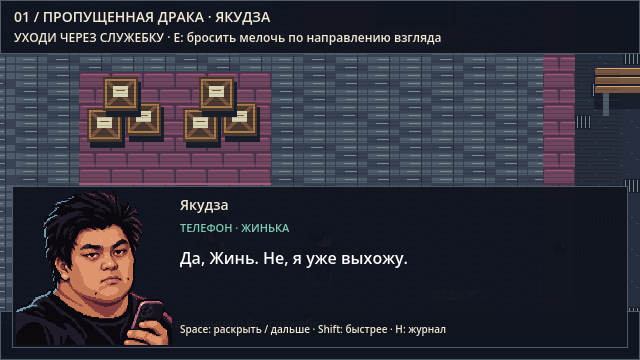 01 / ПРОПУЩЕННАЯ ДРАКА · ЯКУДЗА
УХОДИ ЧЕРЕЗ СЛУЖЕБКУ · E: бросить мелочь по направлению взгляда
Якудза
ТЕЛЕФОН · ЖИНЬКА
Да, Жинь. Не, я уже выхожу.
Space: раскрыть / дальше · Shift: быстрее · H: журнал